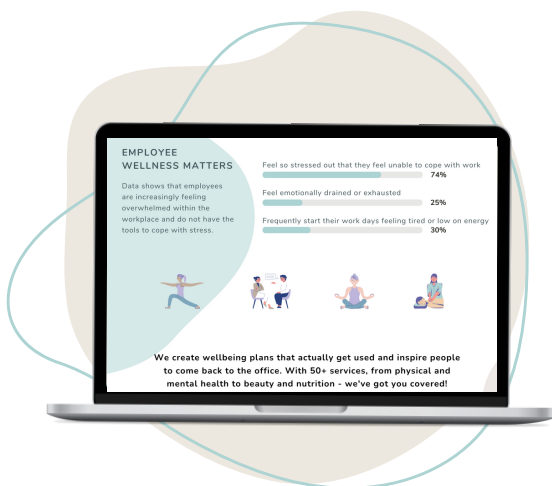 EMPLOYEE
WELLNESS MATTERS
Data shows that employees
are increasingly feeling
overwhelmed within the
workplace and do not have the
tools to cope with stress.
Feel so stressed out that they feel unable to cope with work
74%
Feel emotionally drained or exhausted
25%
Frequently start their work days feeling tired or low on energy
30%
We create wellbeing plans that actually get used and inspire people
to come back to the office. With 50+ services, from physical and
mental health to beauty and nutrition - we've got you covered!